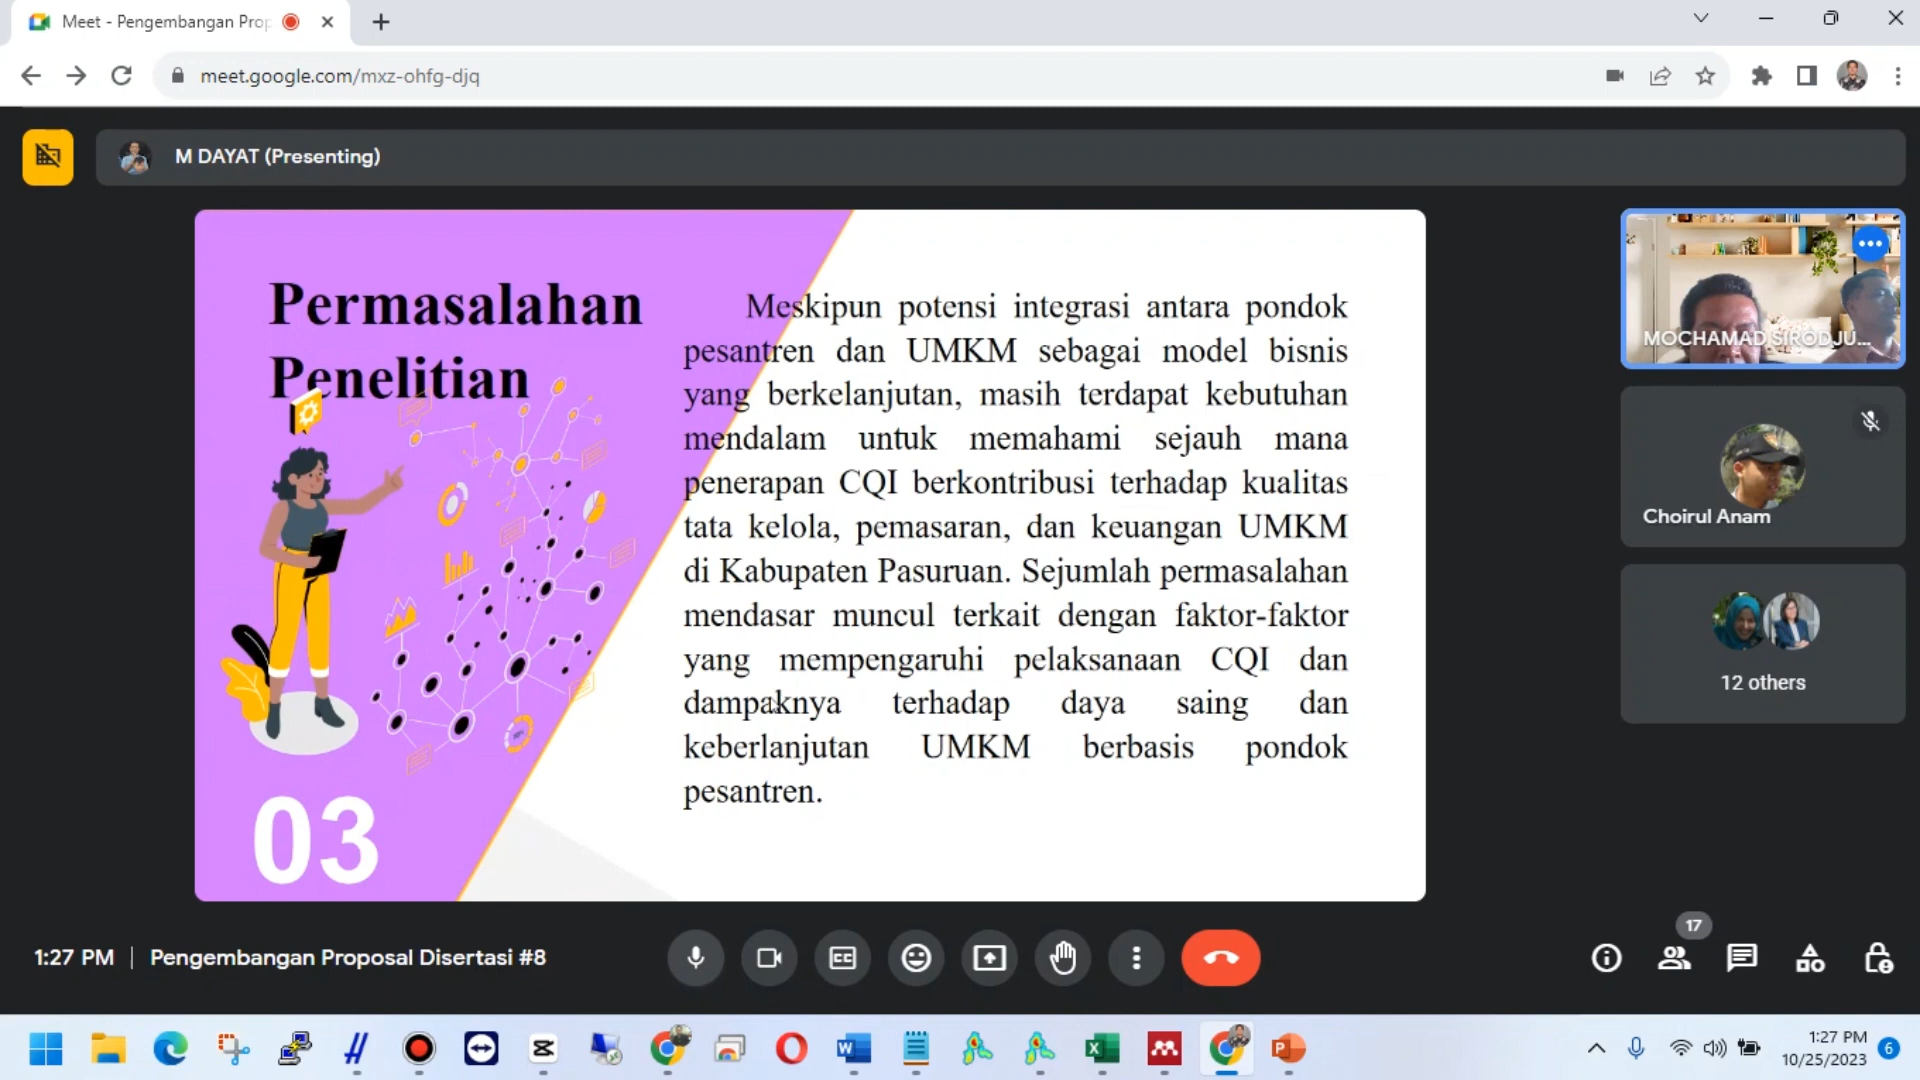 Meet - Pengembangan Prop
meet.google.com/mxz-ohfg-djq
M DAYAT (Presenting)
Permasalahan
Penelitian
03
Meskipun potensi integrasi antara pondok
pesantren dan UMKM sebagai model bisnis
yang berkelanjutan, masih terdapat kebutuhan
mendalam untuk memahami sejauh mana
penerapan CQI berkontribusi terhadap kualitas
tata kelola, pemasaran, dan keuangan UMKM
di Kabupaten Pasuruan. Sejumlah permasalahan
mendasar muncul terkait dengan faktor-faktor
yang mempengaruhi pelaksanaan CQI dan
dampaknya terhadap daya saing dan
keberlanjutan UMKM berbasis pondok
pesantren.
MOCHAMAD SIRODJU...
Choirul Anam
12 others
1:27 PM | Pengembangan Proposal Disertasi #8
CC
17
1:27 PM
10/25/2023
6